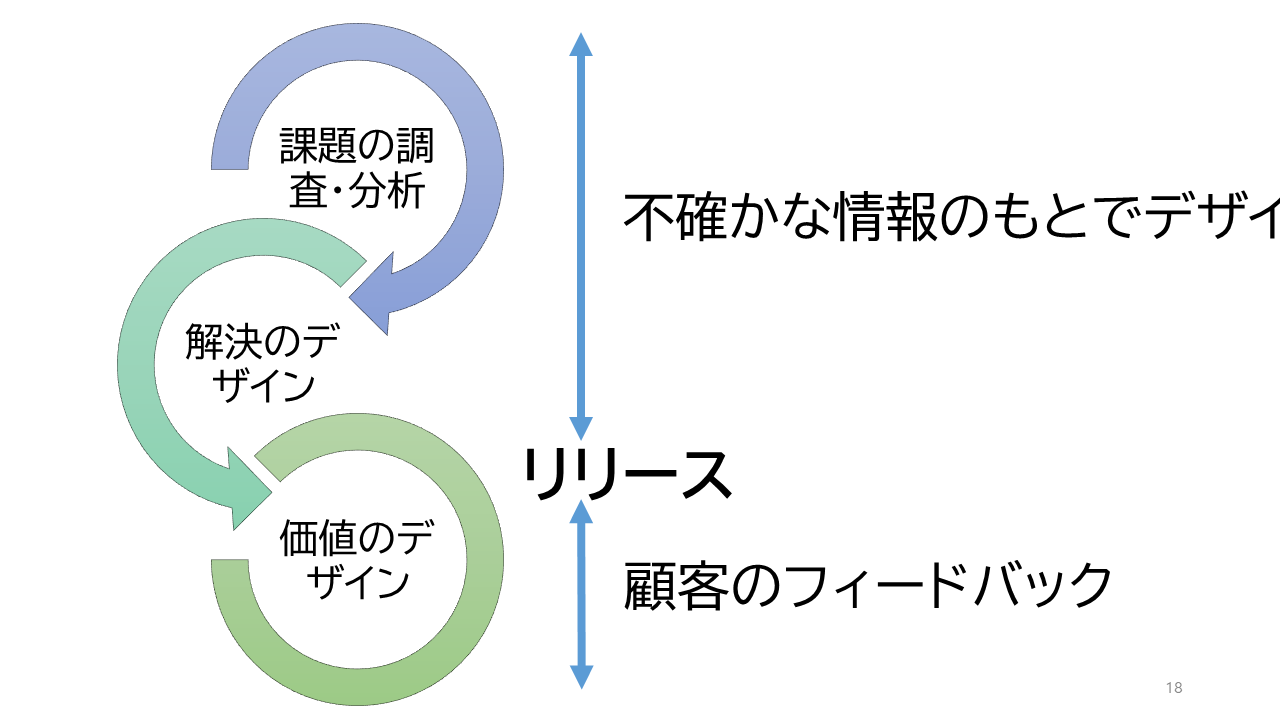 課題の調
査・分析
不確かな情報のもとでデザイ
解決のデ
ザイン
リリース
価値のデ
ザイン
顧客のフィードバック
18